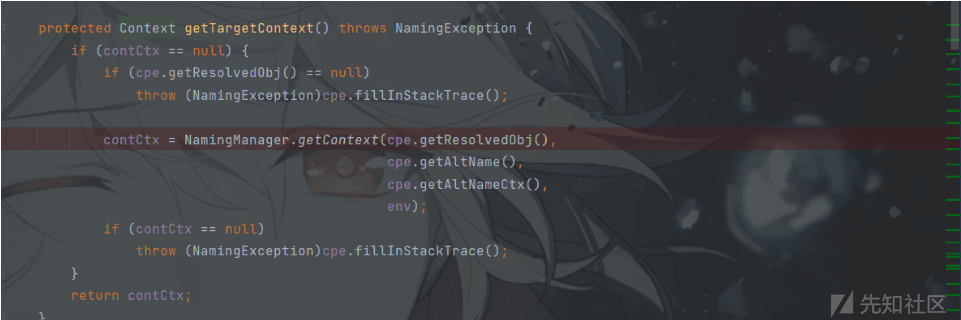 protected Context getTargetContext() throws NamingException {
if (contCtx == null) {
if (cpe.getResolvedObj() == null)
throw (NamingException)cpe.fillInStackTrace();
contCtx = NamingManager.getContext(cpe.getResolvedObj(),
cpe.getAltName(),
cpe.getAltNameCtx(),
env);
if (contCtx == null)
throw (NamingException)cpe.fillInStackTrace();
}
return contCtx;
}
先知社区